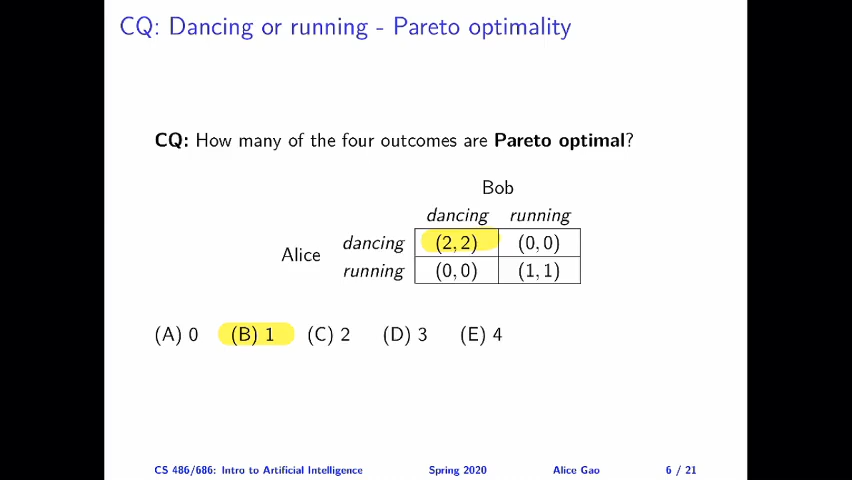 CQ: Dancing or running - Pareto optimality
CQ: How many of the four outcomes are Pareto optimal?
Bob
dancing running
Alice
dancing (2, 2) (0, 0)
running (0, 0) (1, 1)
(A) 0 (B) 1 (C) 2 (D) 3 (E) 4
CS 486/686: Intro to Artificial Intelligence Spring 2020 Alice Gao 6 / 21